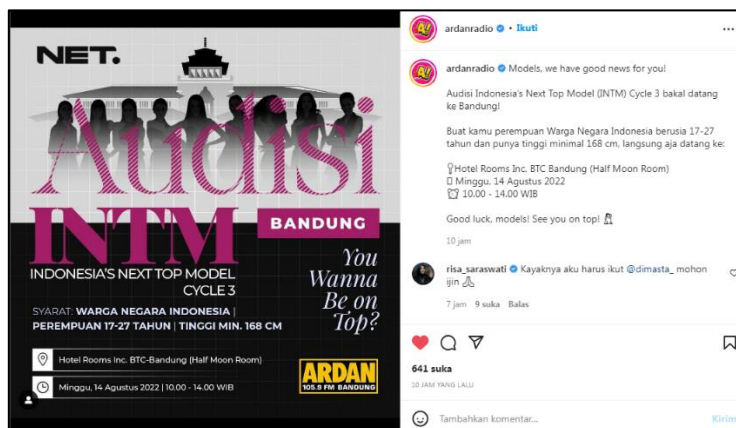 NET.
Audisi
INTM
BANDUNG
INDONESIA'S NEXT TOP MODEL
CYCLE 3
You
Wanna
Be on
Top?
SYARAT: WARGA NEGARA INDONESIA |
PEREMPUAN 17-27 TAHUN | TINGGI MIN. 168 CM
Hotel Rooms Inc. BTC-Bandung (Half Moon Room)
Minggu, 14 Agustus 2022 | 10.00 - 14.00 WIB
ARDAN
105.9 FM BANDUNG
ardanradio • Ikuti
ardanradio Models, we have good news for you!
Audisi Indonesia's Next Top Model (INTM) Cycle 3 bakal datang
ke Bandung!
Buat kamu perempuan Warga Negara Indonesia berusia 17-27
tahun dan punya tinggi minimal 168 cm, langsung aja datang ke:
Hotel Rooms Inc. BTC Bandung (Half Moon Room)
Minggu, 14 Agustus 2022
10.00 - 14.00 WIB
Good luck, models! See you on top!
10 jam
risa_saraswati Kayaknya aku harus ikut @dimasta_ mohon
ijin
7 jam 9 suka Balas
641 suka
10 JAM YANG LALU
Tambahkan komentar... Kirim